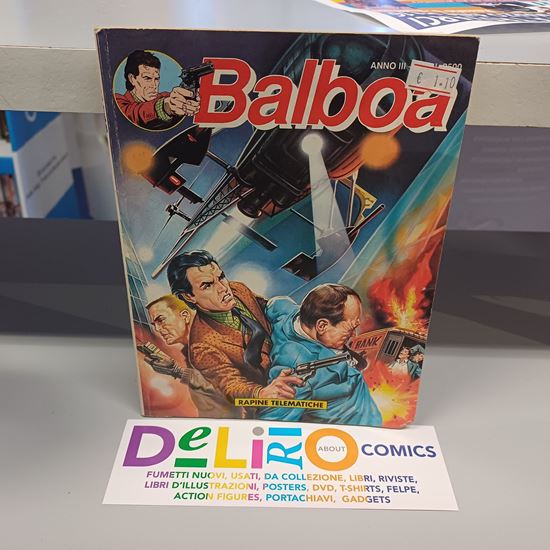 ANNO III
€ 1.10
Balboa
BANK
RAPINE TELEMATICHE
DeLiRiO ABOUT COMICS
FUMETTI NUOVI, USATI, DA COLLEZIONE, LIBRI, RIVISTE,
LIBRI D'ILLUSTRAZIONI, POSTERS, DVD, T-SHIRTS, FELPE,
ACTION FIGURES, PORTACHIAVI, GADGETS